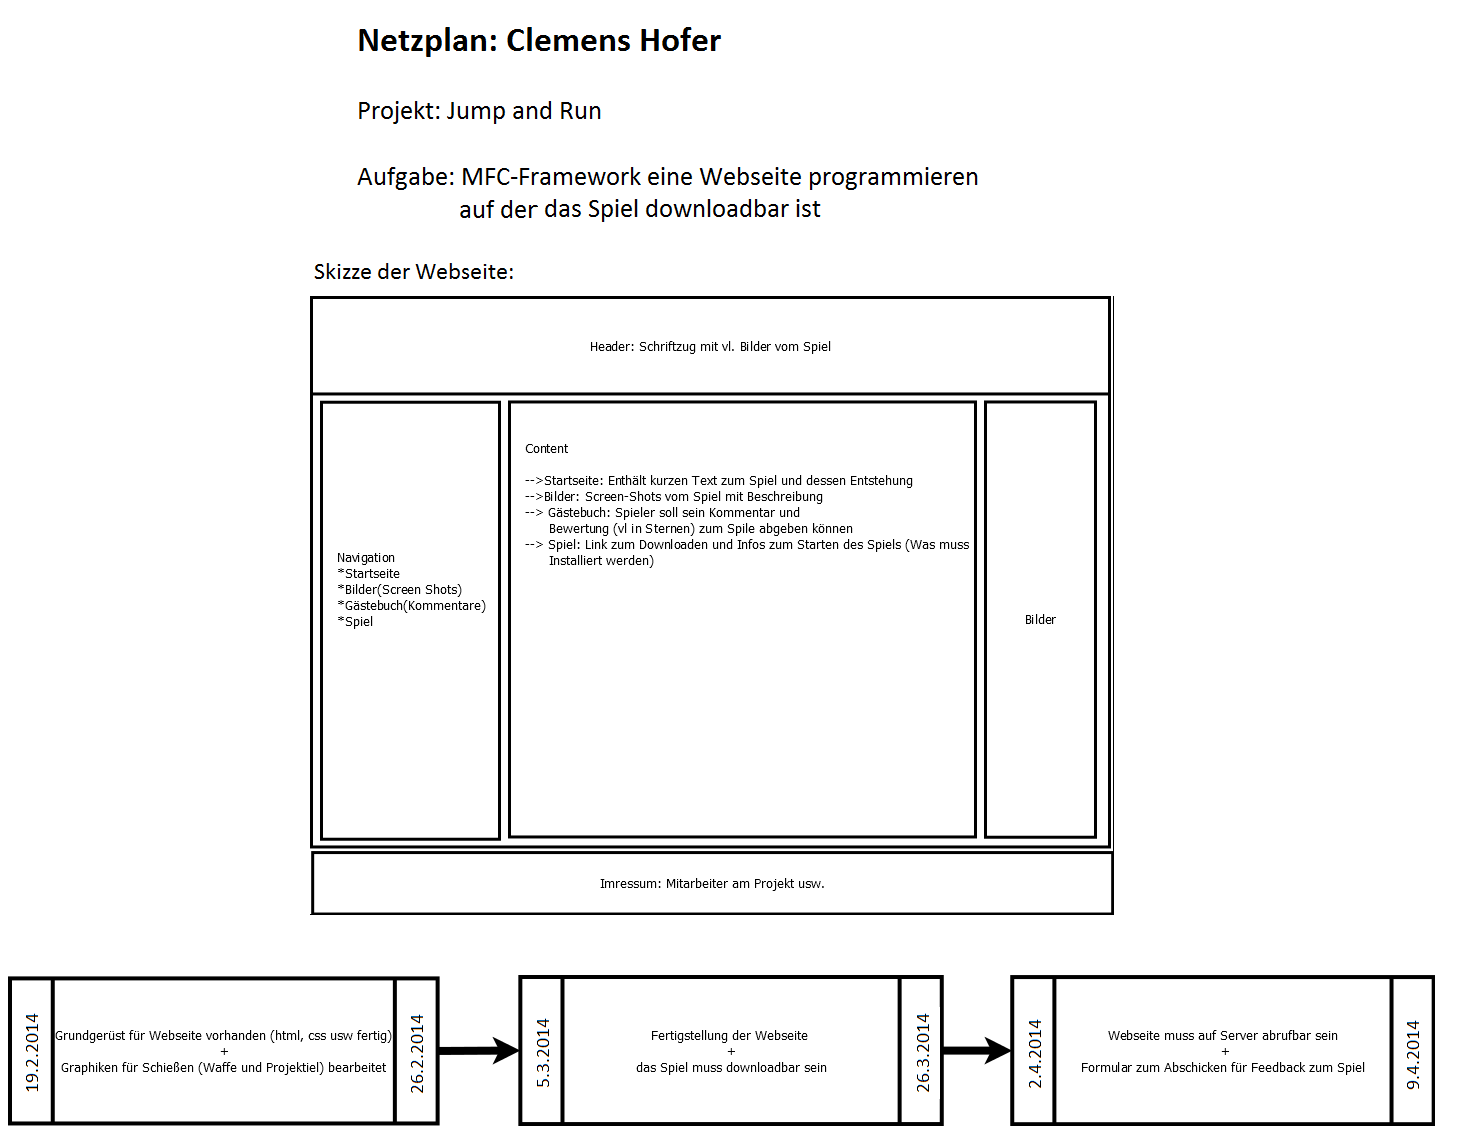 Netzplan: Clemens Hofer
Projekt: Jump and Run
Aufgabe: MFC-Framework eine Webseite programmieren
auf der das Spiel downloadbar ist
Skizze der Webseite:
Header: Schriftzug mit vl. Bilder vom Spiel
Navigation
*Startseite
*Bilder(Screen Shots)
*Gästebuch(Kommentare)
*Spiel
Content
-->Startseite: Enthält kurzen Text zum Spiel und dessen Entstehung
-->Bilder: Screen-Shots vom Spiel mit Beschreibung
--> Gästebuch: Spieler soll sein Kommentar und
Bewertung (vl in Sternen) zum Spile abgeben können
--> Spiel: Link zum Downloaden und Infos zum Starten des Spiels (Was muss
Installiert werden)
Bilder
Imressum: Mitarbeiter am Projekt usw.
19.2.2014
Grundgerüst für Webseite vorhanden (html, css usw fertig)
+
Graphiken für Schießen (Waffe und Projektiel) bearbeitet
26.2.2014
5.3.2014
Fertigstellung der Webseite
+
das Spiel muss downloadbar sein
26.3.2014
2.4.2014
Webseite muss auf Server abrufbar sein
+
Formular zum Abschicken für Feedback zum Spiel
9.4.2014